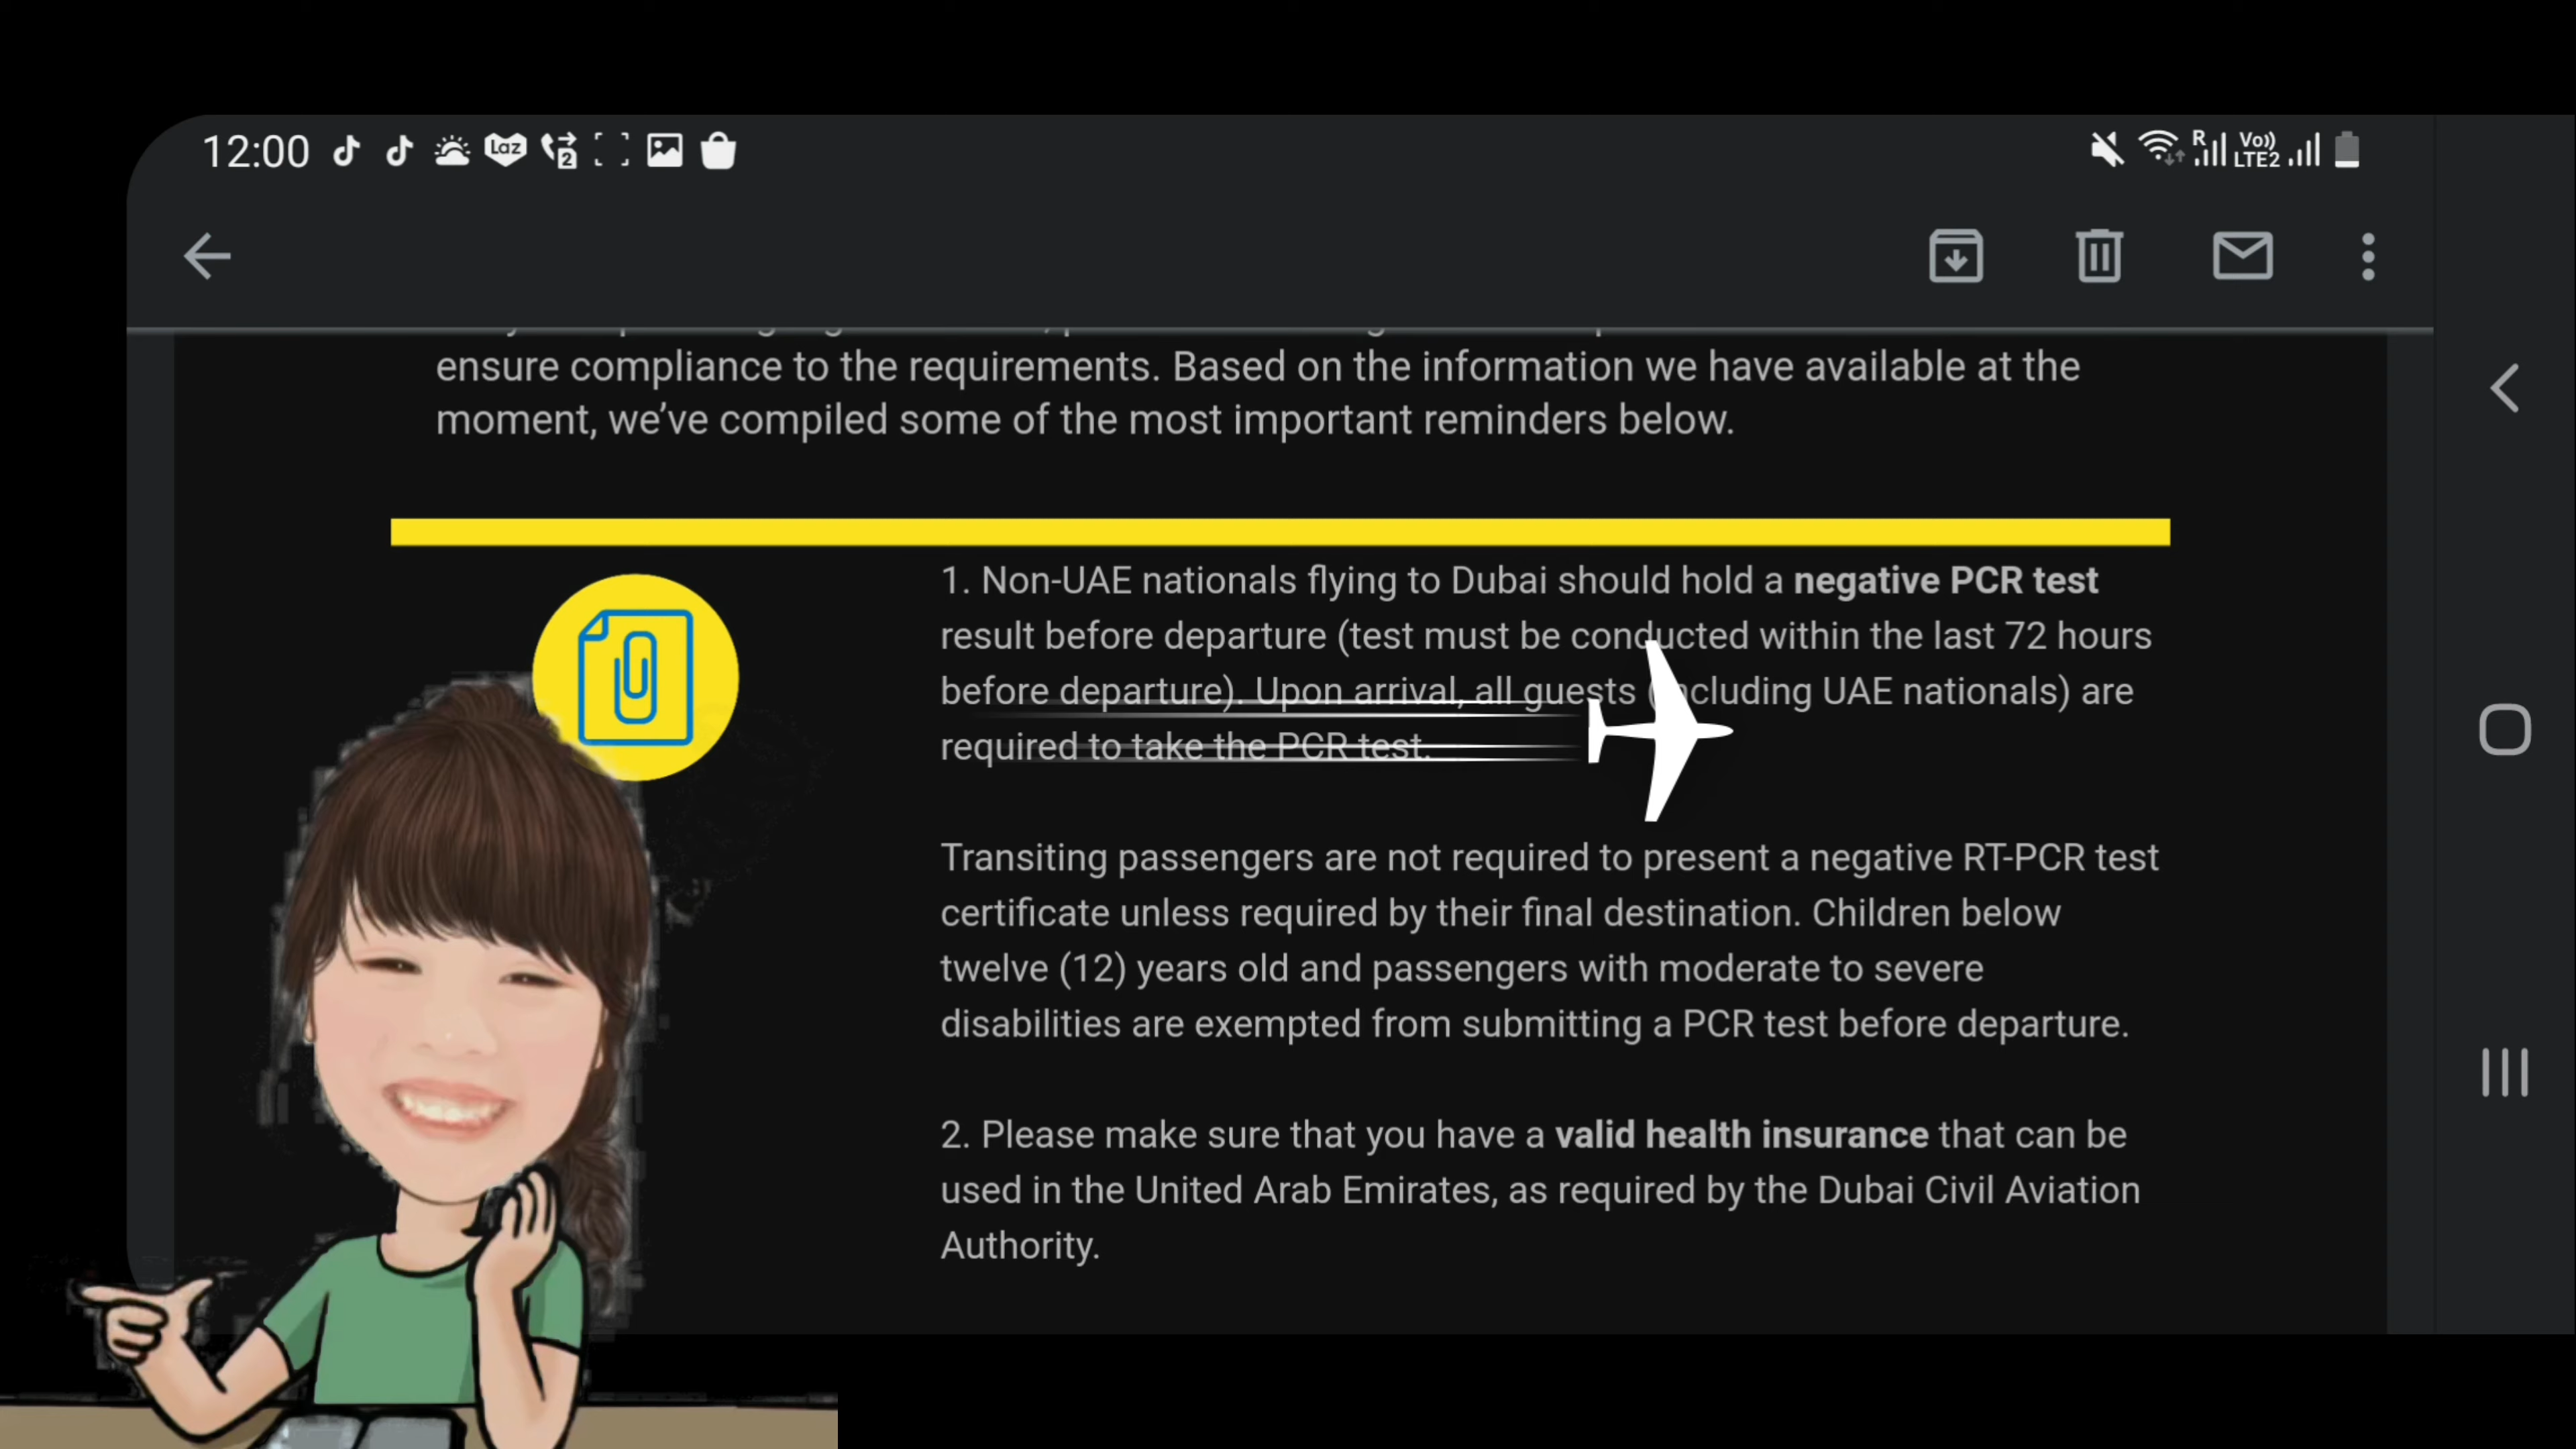 12:00
Laz
2
R
Vo))
LTE2
ensure compliance to the requirements. Based on the information we have available at the
moment, we've compiled some of the most important reminders below.
1. Non-UAE nationals flying to Dubai should hold a negative PCR test
result before departure (test must be conducted within the last 72 hours
before departure). Upon arrival, all guests (including UAE nationals) are
required to take the PCR test.
Transiting passengers are not required to present a negative RT-PCR test
certificate unless required by their final destination. Children below
twelve (12) years old and passengers with moderate to severe
disabilities are exempted from submitting a PCR test before departure.
2. Please make sure that you have a valid health insurance that can be
used in the United Arab Emirates, as required by the Dubai Civil Aviation
Authority.